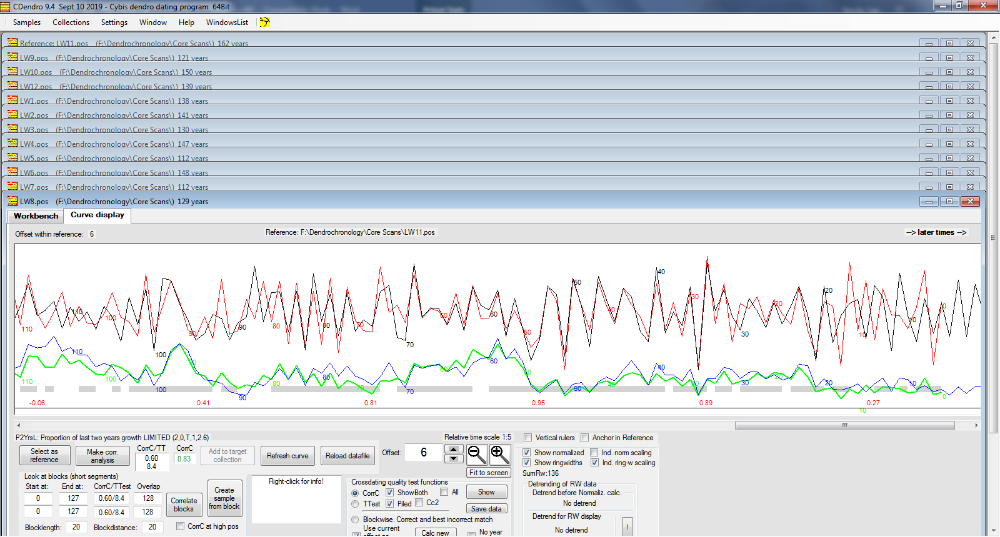 CDendro 9.4 Sept 10 2019 - Cybis dendro dating program 64Bit
Samples Collections Settings Window Help WindowsList
Reference: LW11.pos (F:\Dendrochronology\Core Scans\) 162 years
LW9.pos (F:\Dendrochronology\Core Scans\) 121 years
LW10.pos (F:\Dendrochronology\Core Scans\) 150 years
LW12.pos (F:\Dendrochronology\Core Scans\) 139 years
LW1.pos (F:\Dendrochronology\Core Scans\) 138 years
LW2.pos (F:\Dendrochronology\Core Scans\) 141 years
LW3.pos (F:\Dendrochronology\Core Scans\) 130 years
LW4.pos (F:\Dendrochronology\Core Scans\) 147 years
LW5.pos (F:\Dendrochronology\Core Scans\) 112 years
LW6.pos (F:\Dendrochronology\Core Scans\) 148 years
LW7.pos (F:\Dendrochronology\Core Scans\) 112 years
LW8.pos (F:\Dendrochronology\Core Scans\) 129 years
Workbench Curve display
Offset within reference: 6 Reference: F:\Dendrochronology\Core Scans\LW11.pos --> later times -->
40
50
20
30
110 20 0
100 60 60 40 10
110 90 90 80 80 70 50 30 10
70
100
110
60 40
110 100 80 80 60 50 20 30 20 10
100 90 70 70 50 40 0
-0.06 0.41 0.81 0.95 0.89 0.27
10
P2YrsL: Proportion of last two years growth LIMITED (2,0,T,1,2.6) Relative time scale 1:5 Vertical rulers Anchor in Reference
Select as reference Make corr. analysis CorrC/TT 0.60 8.4 CorrC 0.83 Add to target collection Refresh curve Reload datafile Offset: 6 Fit to screen
Show normalized Ind. norm scaling
Show ringwidths Ind. ring-w scaling
SumRw:136
Look at blocks (short segments)
Start at: End at: CorrC/TTest Overlap
0 127 0.60/8.4 128
0 127 0.60/8.4 128
Correlate blocks
Create sample from block
Blocklength: 20 Blockdistance: 20 CorrC at high pos
Right-click for info!
Crossdating quality test functions
CorrC ShowBoth All Show
TTest Piled Cc2 Save data
Blockwise. Correct and best incorrect match
Use current
Calc new No year
Detrending of RW data
Detrend before Normaliz. calc.
No detrend
Detrend for RW display
No detrend !